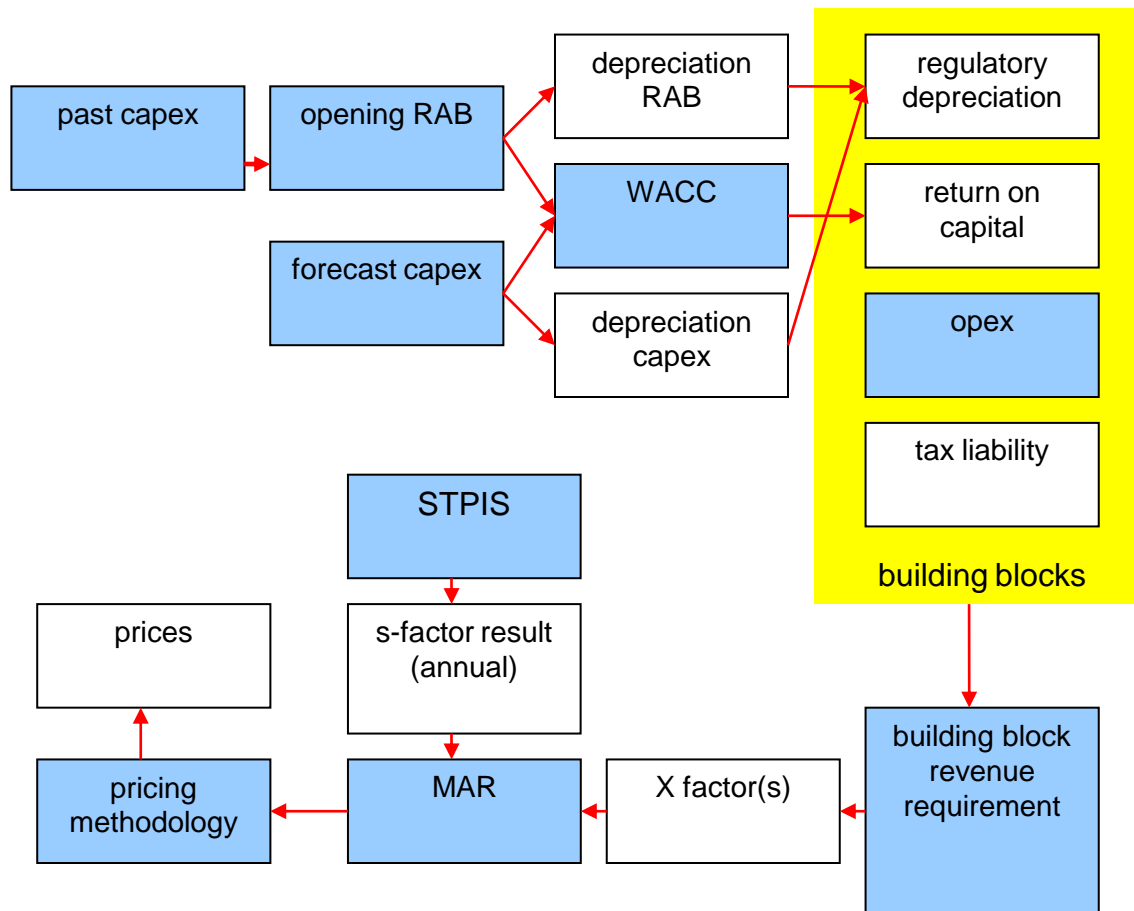 depreciation
RAB
regulatory
depreciation
past capex
opening RAB
WACC
return on
capital
forecast capex
depreciation
capex
opex
tax liability
STPIS
building blocks
prices
s-factor result
(annual)
building block
revenue
requirement
pricing
methodology
MAR
X factor(s)